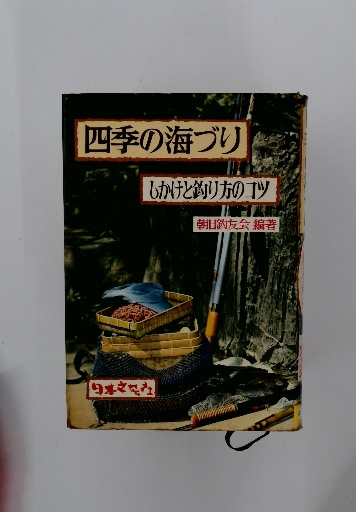 四季の海づり
しかけと釣り方のコツ
朝日釣友会 編著
日本文芸社